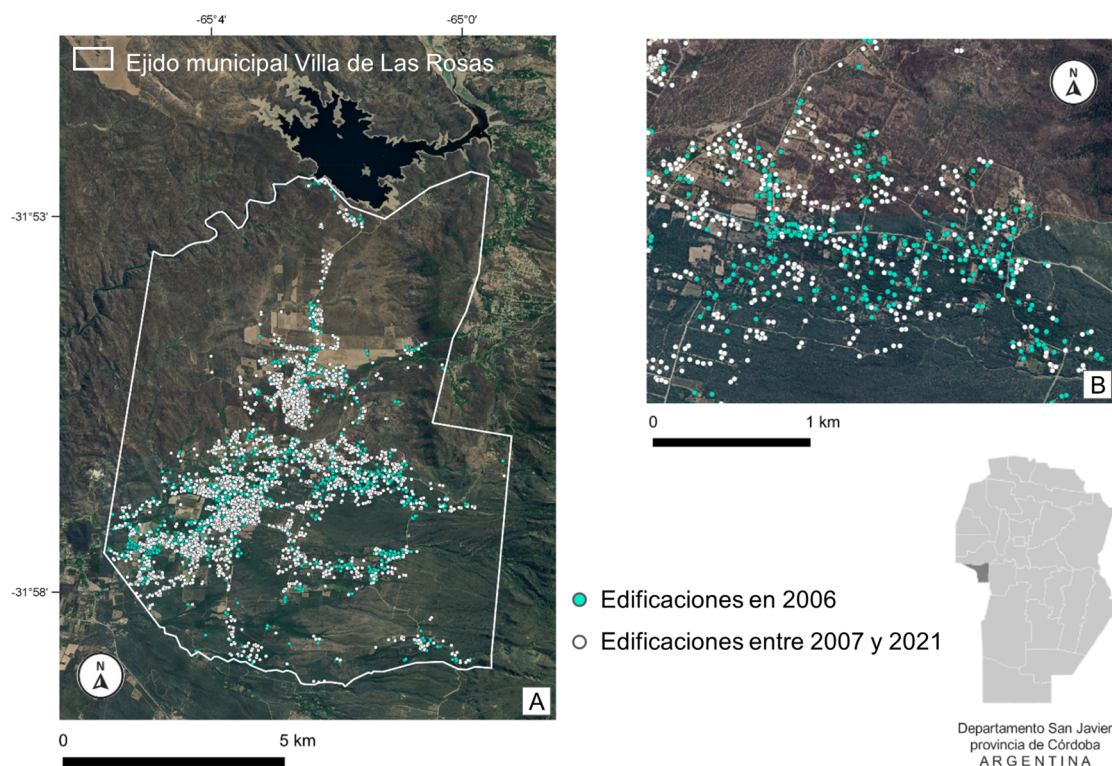 -65°4'
-65°0'
Ejido municipal Villa de Las Rosas
N
-31°53'
-31°58'
N
A
0
5 km
B
0
1 km
Edificaciones en 2006
Edificaciones entre 2007 y 2021
Departamento San Javier
provincia de Córdoba
ARGENTINA